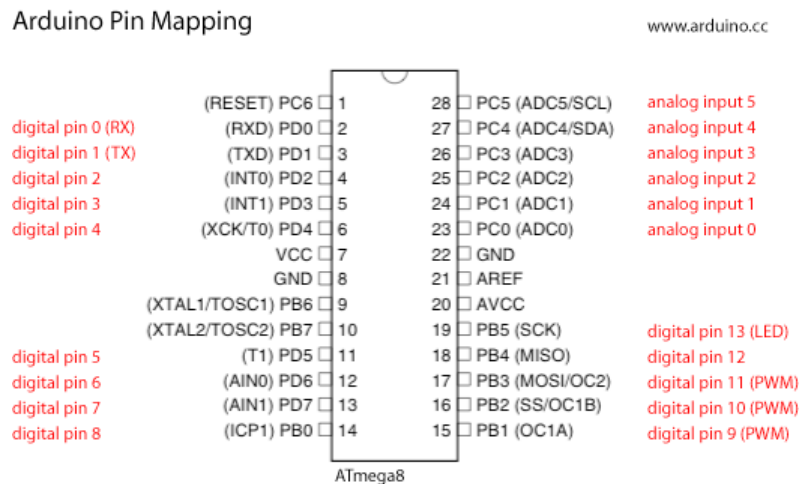 Arduino Pin Mapping www.arduino.cc
(RESET) PC6 1 28 PC5 (ADC5/SCL) analog input 5
digital pin 0 (RX) (RXD) PD0 2 27 PC4 (ADC4/SDA) analog input 4
digital pin 1 (TX) (TXD) PD1 3 26 PC3 (ADC3) analog input 3
digital pin 2 (INT0) PD2 4 25 PC2 (ADC2) analog input 2
digital pin 3 (INT1) PD3 5 24 PC1 (ADC1) analog input 1
digital pin 4 (XCK/T0) PD4 6 23 PC0 (ADC0) analog input 0
VCC 7 22 GND
GND 8 21 AREF
(XTAL1/TOSC1) PB6 9 20 AVCC
(XTAL2/TOSC2) PB7 10 19 PB5 (SCK) digital pin 13 (LED)
digital pin 5 (T1) PD5 11 18 PB4 (MISO) digital pin 12
digital pin 6 (AIN0) PD6 12 17 PB3 (MOSI/OC2) digital pin 11 (PWM)
digital pin 7 (AIN1) PD7 13 16 PB2 (SS/OC1B) digital pin 10 (PWM)
digital pin 8 (ICP1) PB0 14 15 PB1 (OC1A) digital pin 9 (PWM)
ATmega8